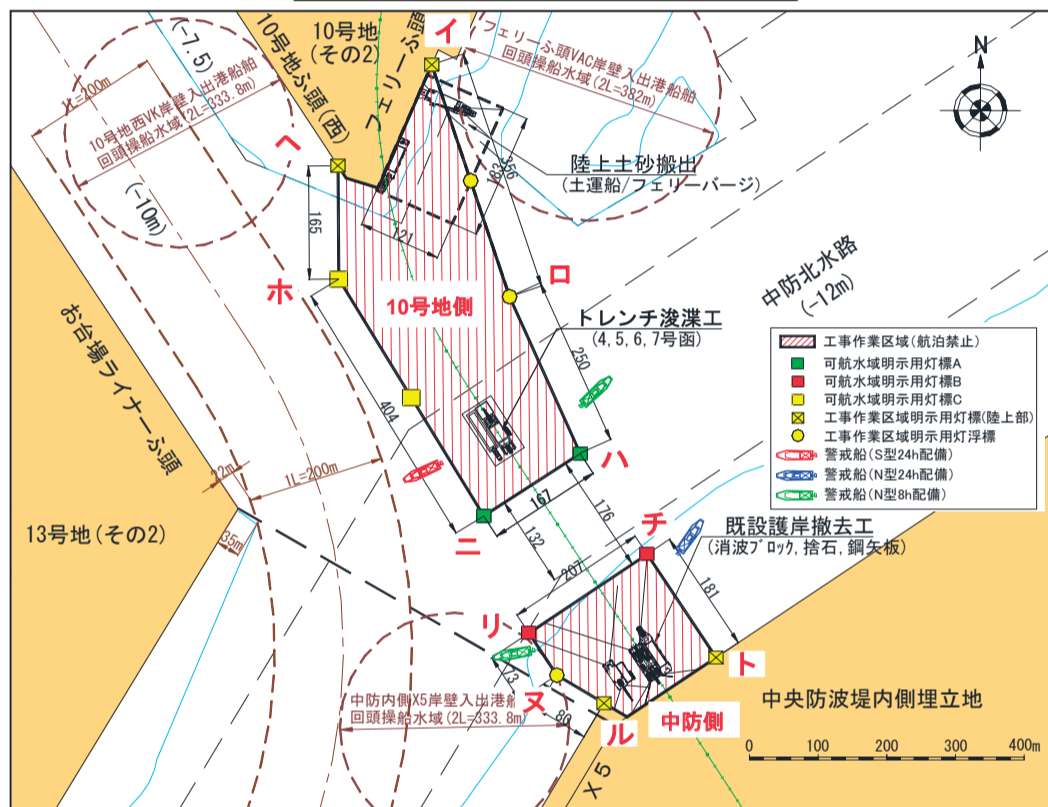 10号地
(その2)
イ
N
(-7.5)
10号地ふ頭(西)
フェリーふ頭
フェリーふ頭VAC岸壁入出港船舶
回頭操船水域(2L=382m)
1L=200m
10号地西VK岸壁入出港船舶
回頭操船水域(2L=333.8m)
ヘ
356
183
陸上土砂搬出
(土運船/フェリーバージ)
(-10m)
165
121
ロ
中防北水路
(-12m)
ホ
10号地側
トレンチ浚渫工
(4,5,6,7号函)
お台場ライナーふ頭
工事作業区域(航泊禁止)
可航水域明示用灯標A
可航水域明示用灯標B
可航水域明示用灯標C
工事作業区域明示用灯標(陸上部)
工事作業区域明示用灯浮標
警戒船(S型24h配備)
警戒船(N型24h配備)
警戒船(N型8h配備)
250
404
ハ
22m
1L=200m
167
176
ニ
132
チ
既設護岸撤去工
(消波ブロック,捨石,鋼矢板)
13号地(その2)
35m
207
181
リ
ト
73
中防内側X5岸壁入出港船
回頭操船水域(2L=333.8m)
ヌ
80
ル
中防側
中央防波堤内側埋立地
X5
0 100 200 300 400m